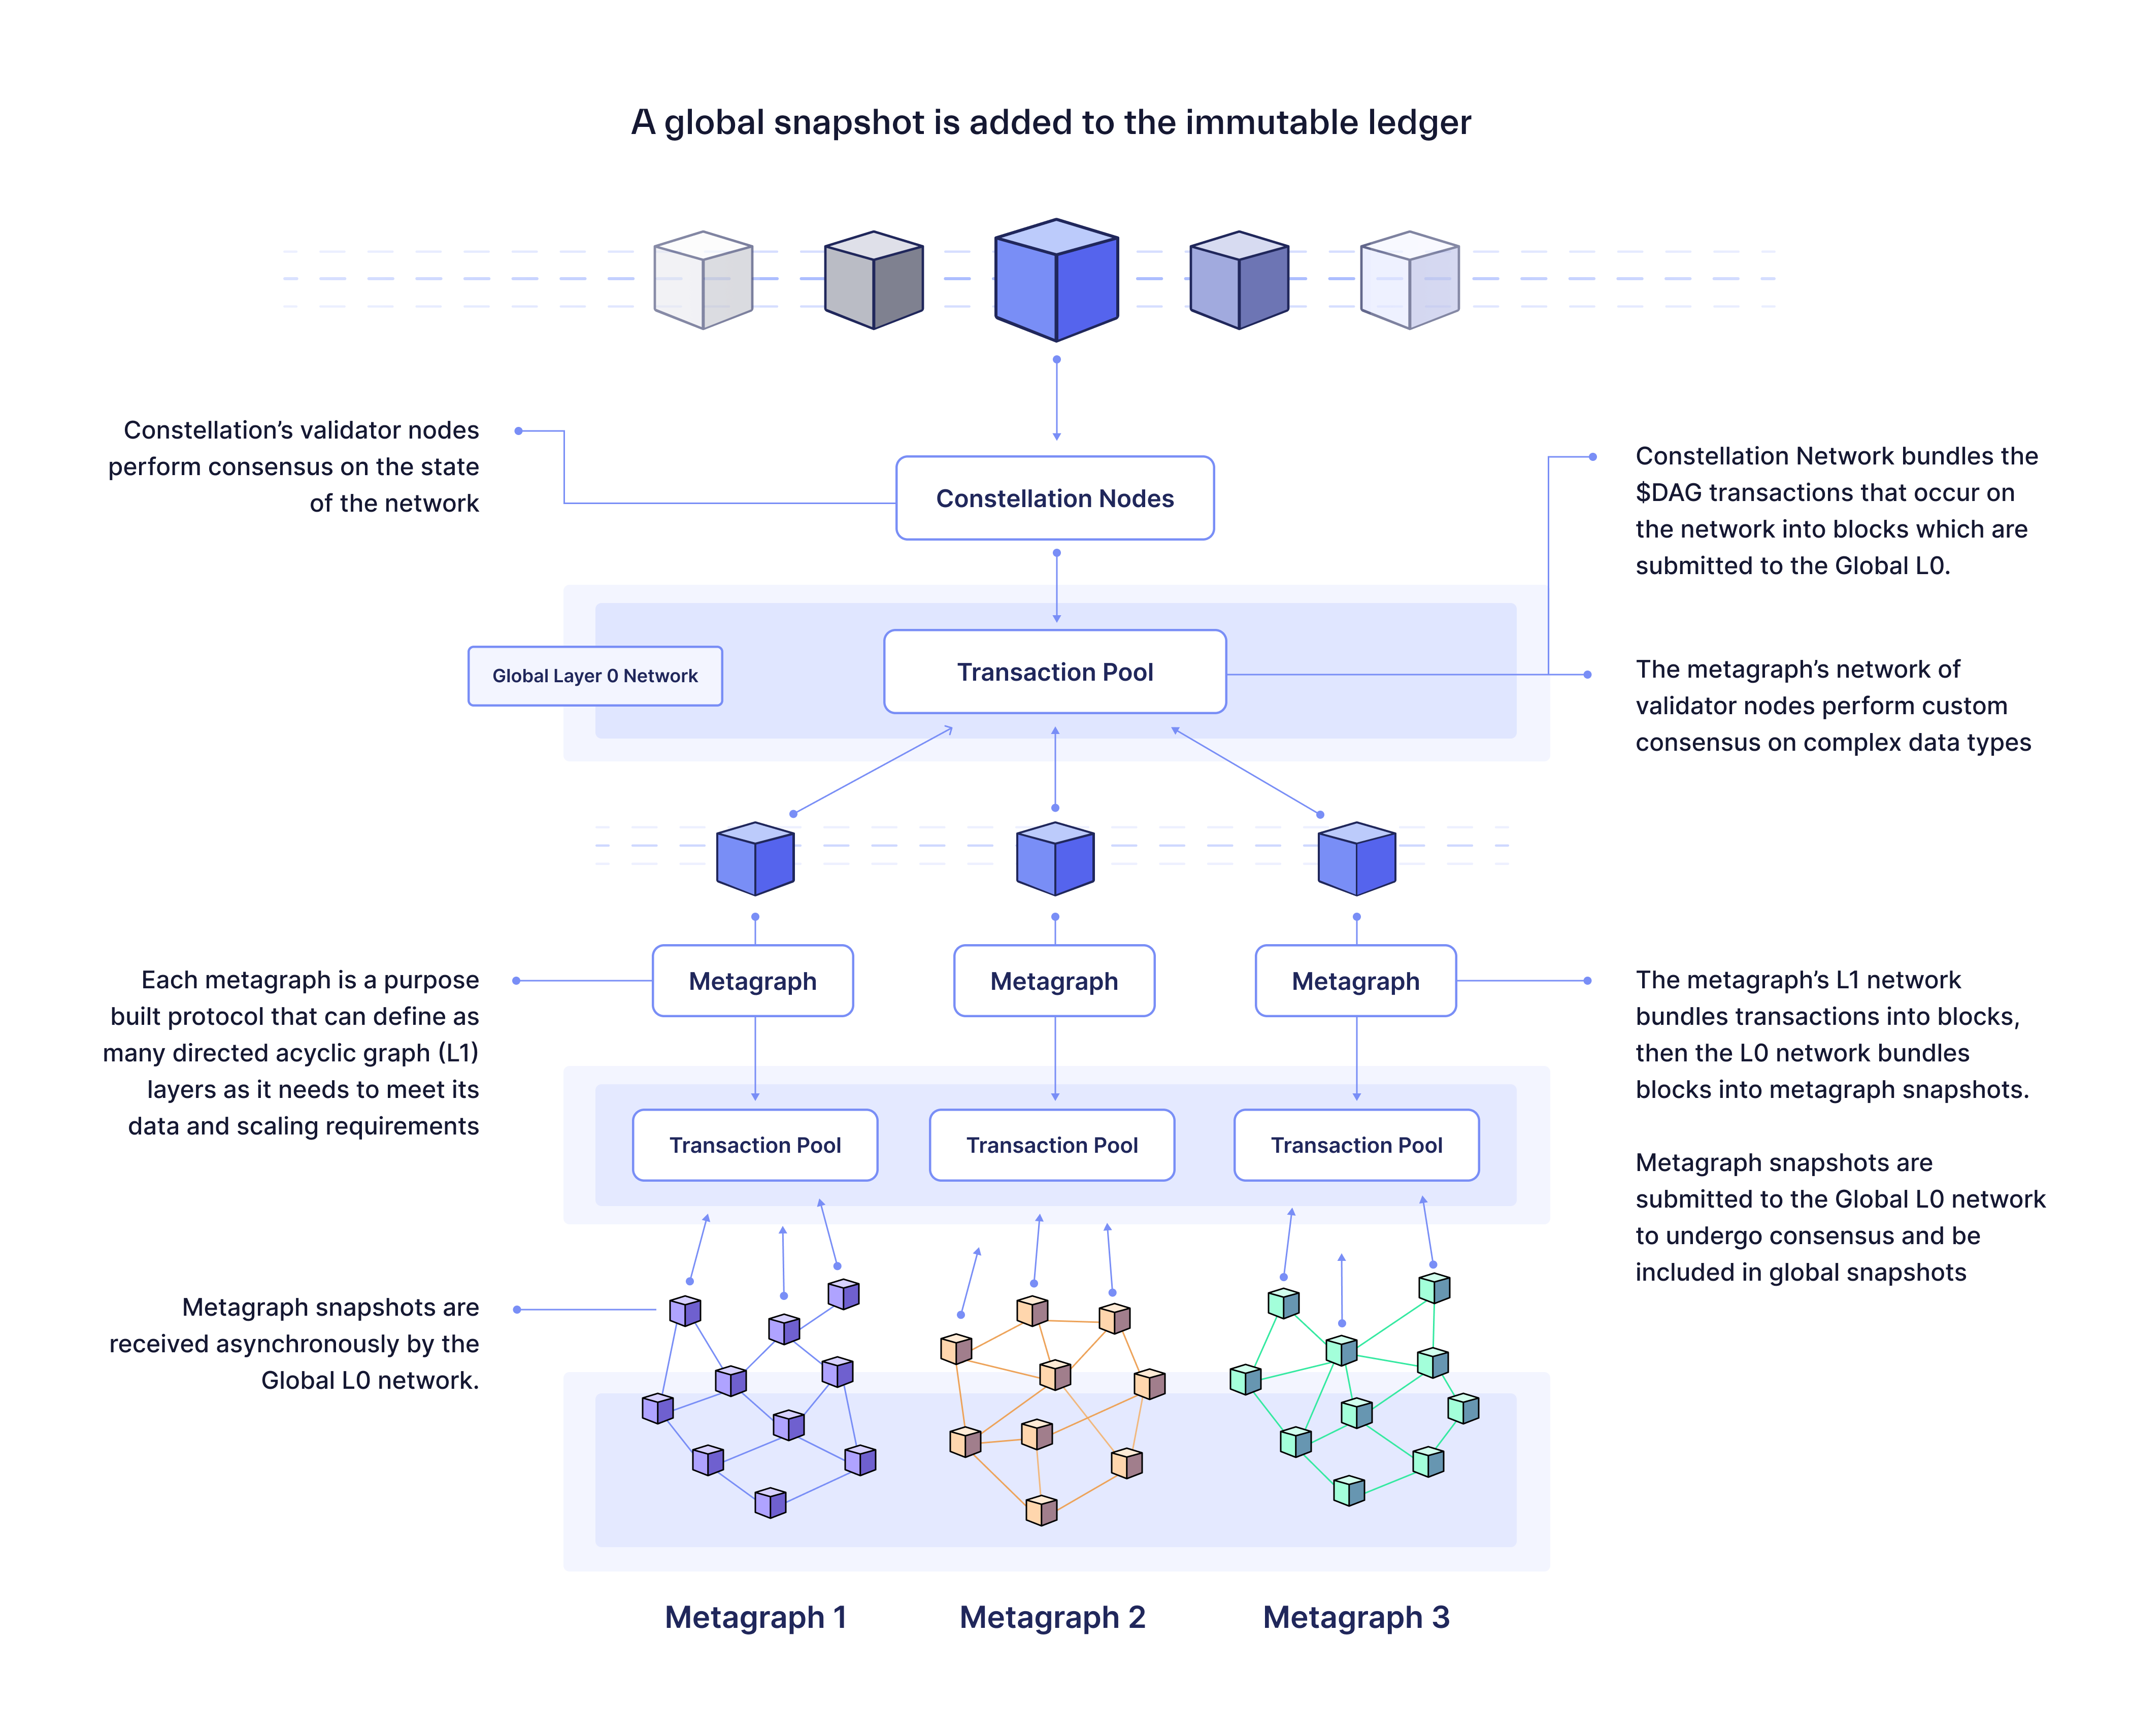 A global snapshot is added to the immutable ledger
Constellation’s validator nodes
perform consensus on the state
of the network
Constellation Nodes
Constellation Network bundles the
$DAG transactions that occur on
the network into blocks which are
submitted to the Global L0.
Global Layer 0 Network
Transaction Pool
The metagraph’s network of
validator nodes perform custom
consensus on complex data types
Each metagraph is a purpose
built protocol that can define as
many directed acyclic graph (L1)
layers as it needs to meet its
data and scaling requirements
Metagraph
Metagraph
Metagraph
The metagraph’s L1 network
bundles transactions into blocks,
then the L0 network bundles
blocks into metagraph snapshots.
Transaction Pool
Transaction Pool
Transaction Pool
Metagraph snapshots are
submitted to the Global L0 network
to undergo consensus and be
included in global snapshots
Metagraph snapshots are
received asynchronously by the
Global L0 network.
Metagraph 1
Metagraph 2
Metagraph 3